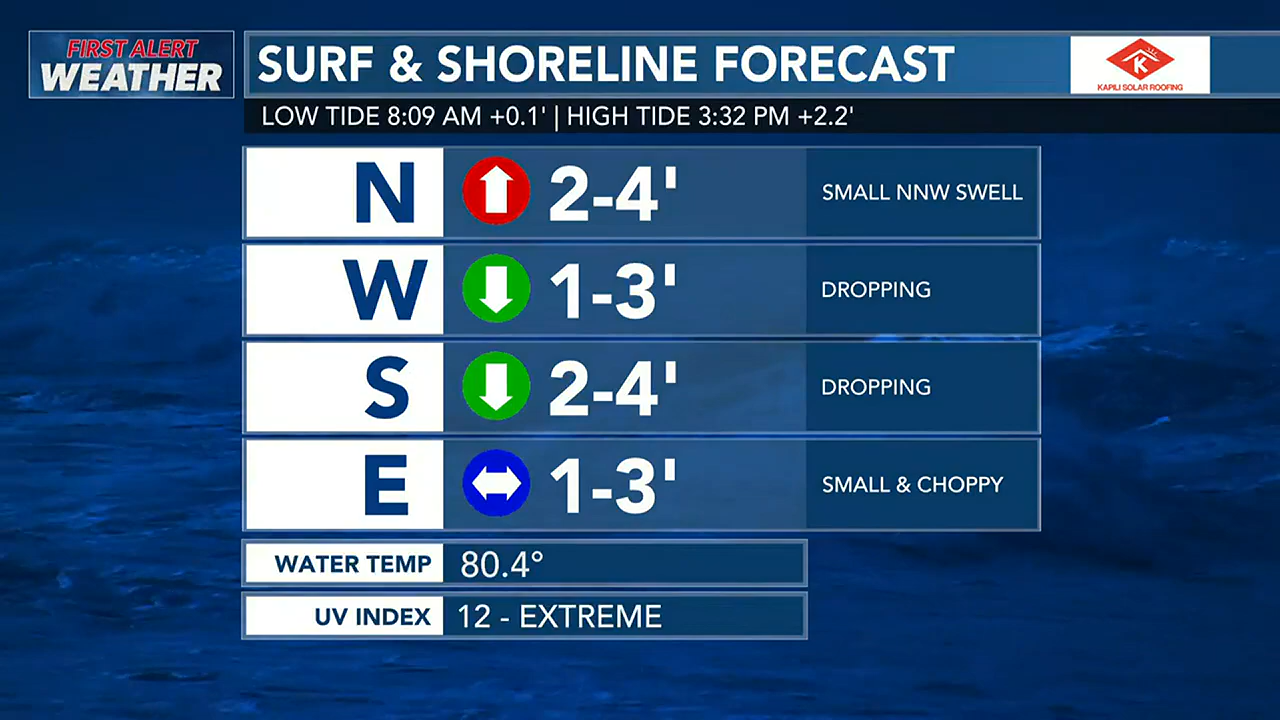 FIRST ALERT
WEATHER
SURF & SHORELINE FORECAST
K
KAPILI SOLAR ROOFING
LOW TIDE 8:09 AM +0.1' | HIGH TIDE 3:32 PM +2.2'
N 2-4' SMALL NNW SWELL
W 1-3' DROPPING
S 2-4' DROPPING
E 1-3' SMALL & CHOPPY
WATER TEMP 80.4°
UV INDEX 12 - EXTREME